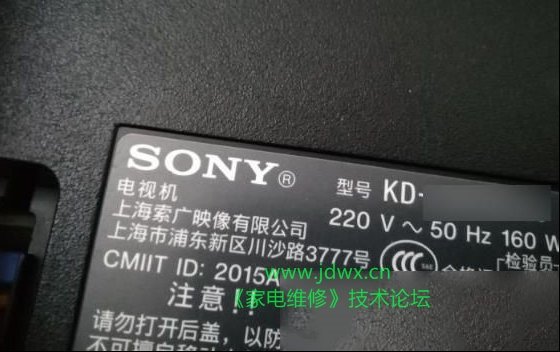 SONY®
电视机
型号 KD-
上海索广映像有限公司
220 V ～ 50 Hz 160 W
上海市浦东新区川沙路3777号
CCC
检验员
CMIIT ID: 2015A
www.jdwx.cn
注意!
《家电维修》技术论坛
请勿打开后盖，以防